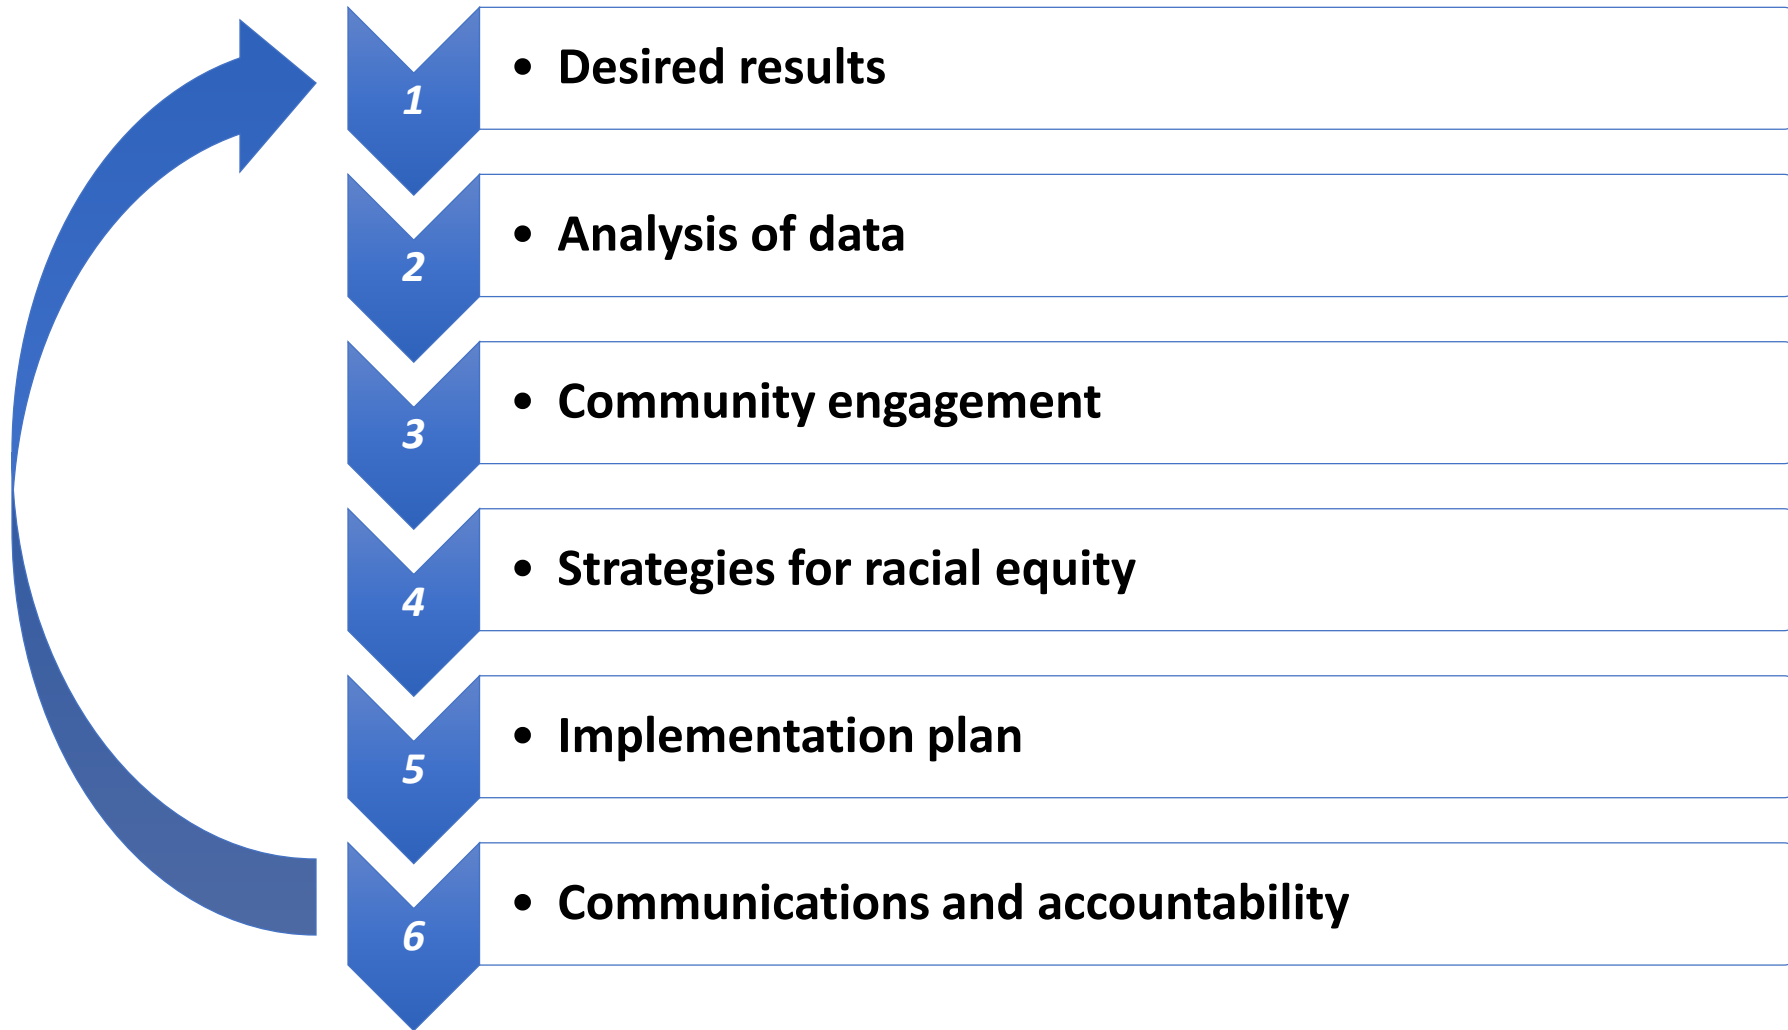 1
• Desired results
2
• Analysis of data
3
• Community engagement
4
• Strategies for racial equity
5
• Implementation plan
6
• Communications and accountability